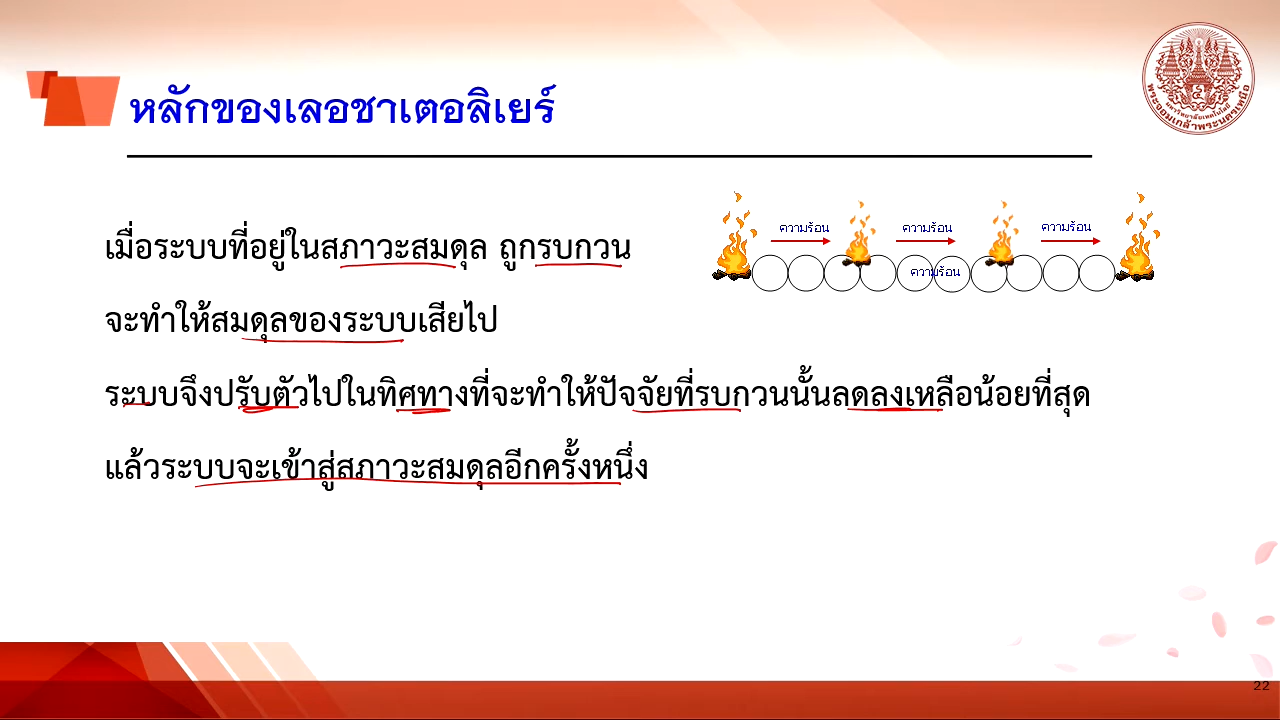 หลักของเลอชาเตอลิเยร์
ความร้อน ความร้อน ความร้อน
ความร้อน
เมื่อระบบที่อยู่ในสภาวะสมดุล ถูกรบกวน
จะทำให้สมดุลของระบบเสียไป
ระบบจึงปรับตัวไปในทิศทางที่จะทำให้ปัจจัยที่รบกวนนั้นลดลงเหลือน้อยที่สุด
แล้วระบบจะเข้าสู่สภาวะสมดุลอีกครั้งหนึ่ง
22